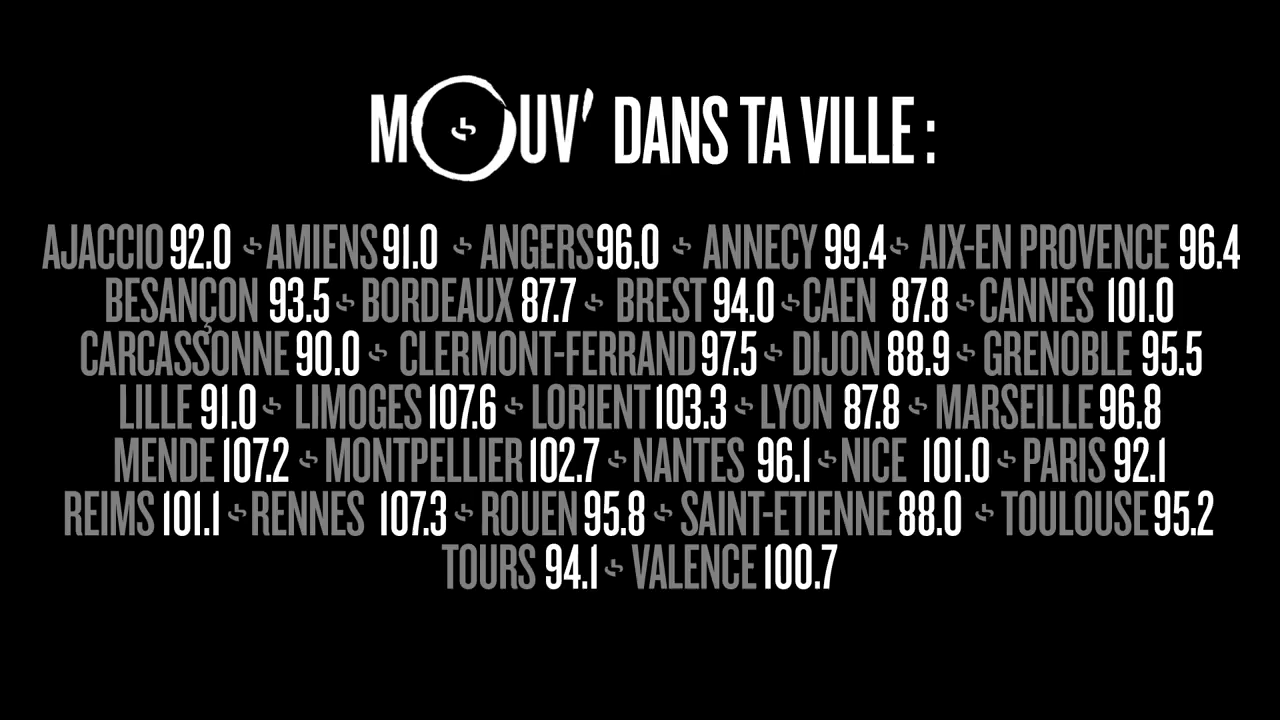 MOUV' DANS TA VILLE :
AJACCIO 92.0 AMIENS 91.0 ANGERS 96.0 ANNECY 99.4 AIX-EN PROVENCE 96.4
BESANÇON 93.5 BORDEAUX 87.7 BREST 94.0 CAEN 87.8 CANNES 101.0
CARCASSONNE 90.0 CLERMONT-FERRAND 97.5 DIJON 88.9 GRENOBLE 95.5
LILLE 91.0 LIMOGES 107.6 LORIENT 103.3 LYON 87.8 MARSEILLE 96.8
MENDE 107.2 MONTPELLIER 102.7 NANTES 96.1 NICE 101.0 PARIS 92.1
REIMS 101.1 RENNES 107.3 ROUEN 95.8 SAINT-ETIENNE 88.0 TOULOUSE 95.2
TOURS 94.1 VALENCE 100.7